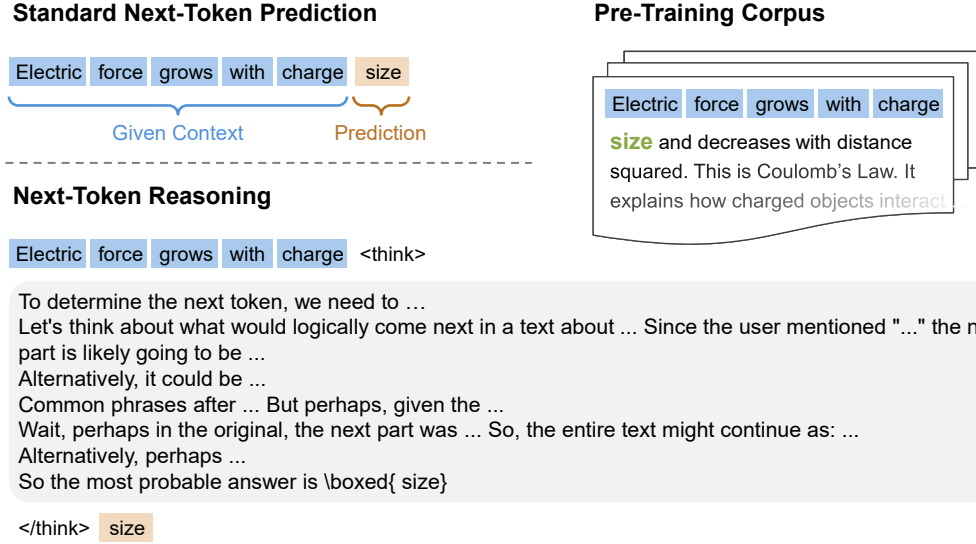 Standard Next-Token Prediction
Electric force grows with charge size
Given Context Prediction
Next-Token Reasoning
Electric force grows with charge <think>
To determine the next token, we need to …
Let's think about what would logically come next in a text about ... Since the user mentioned "..." the
part is likely going to be ...
Alternatively, it could be ...
Common phrases after ... But perhaps, given the ...
Wait, perhaps in the original, the next part was ... So, the entire text might continue as: ...
Alternatively, perhaps ...
So the most probable answer is \boxed{ size}
</think> size
Pre-Training Corpus
Electric force grows with charge
size and decreases with distance
squared. This is Coulomb’s Law. It
explains how charged objects interact